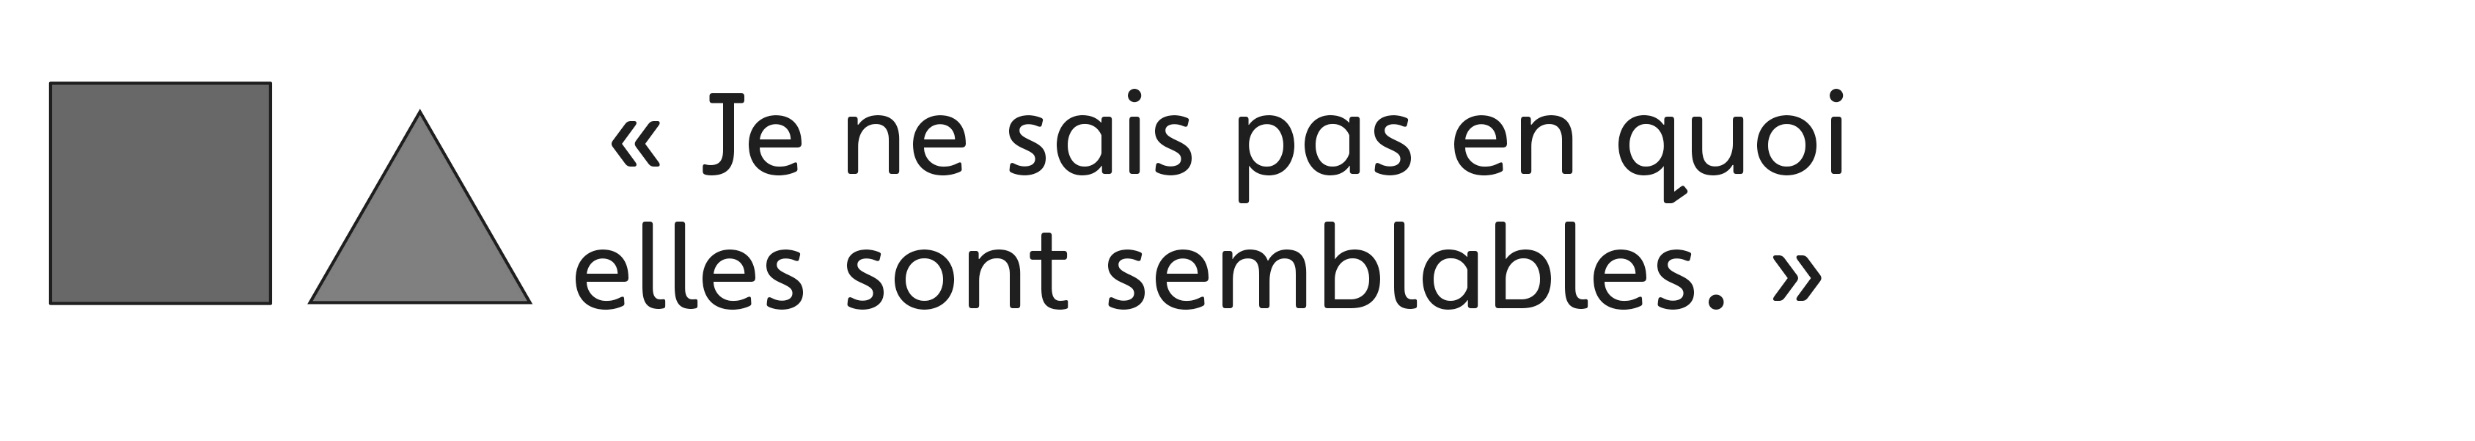 « Je ne sais pas en quoi
elles sont semblables. »